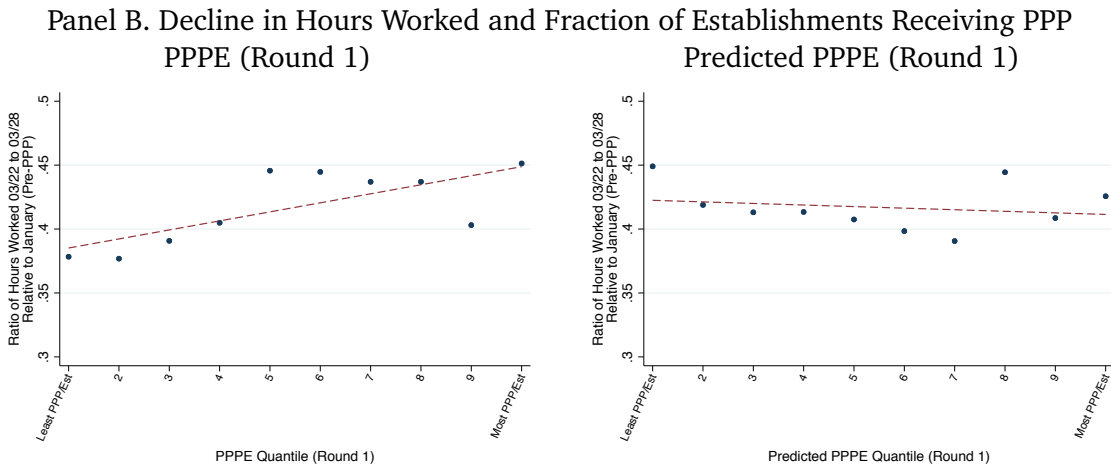 Panel B. Decline in Hours Worked and Fraction of Establishments Receiving PPP
PPPE (Round 1)
Ratio of Hours Worked 03/22 to 03/28
Relative to January (Pre-PPP)
.5
.45
.4
.35
.3
Least PPP/Est
2
3
4
5
6
7
8
9
Most PPP/Est
PPPE Quantile (Round 1)
Predicted PPPE (Round 1)
Ratio of Hours Worked 03/22 to 03/28
Relative to January (Pre-PPP)
.5
.45
.4
.35
.3
Least PPP/Est
2
3
4
5
6
7
8
9
Most PPP/Est
Predicted PPPE Quantile (Round 1)